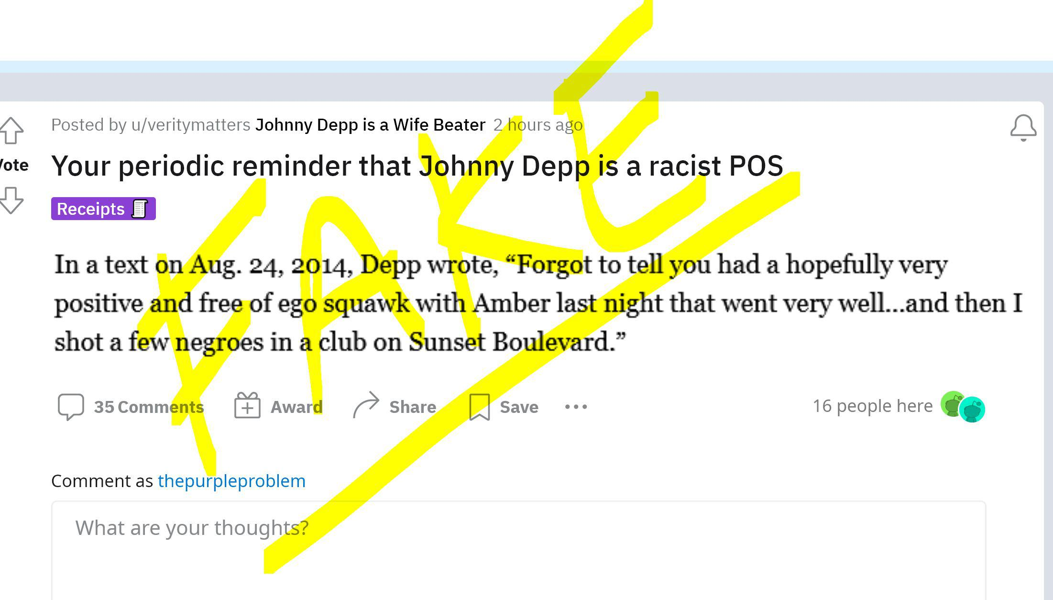 Posted by u/veritymatters Johnny Depp is a Wife Beater 2 hours ago
Vote
Your periodic reminder that Johnny Depp is a racist POS
Receipts
In a text on Aug. 24, 2014, Depp wrote, “Forgot to tell you had a hopefully very
positive and free of ego squawk with Amber last night that went very well...and then I
shot a few negroes in a club on Sunset Boulevard.”
35 Comments Award Share Save ...
16 people here
Comment as thepurpleproblem
What are your thoughts?
FAKE